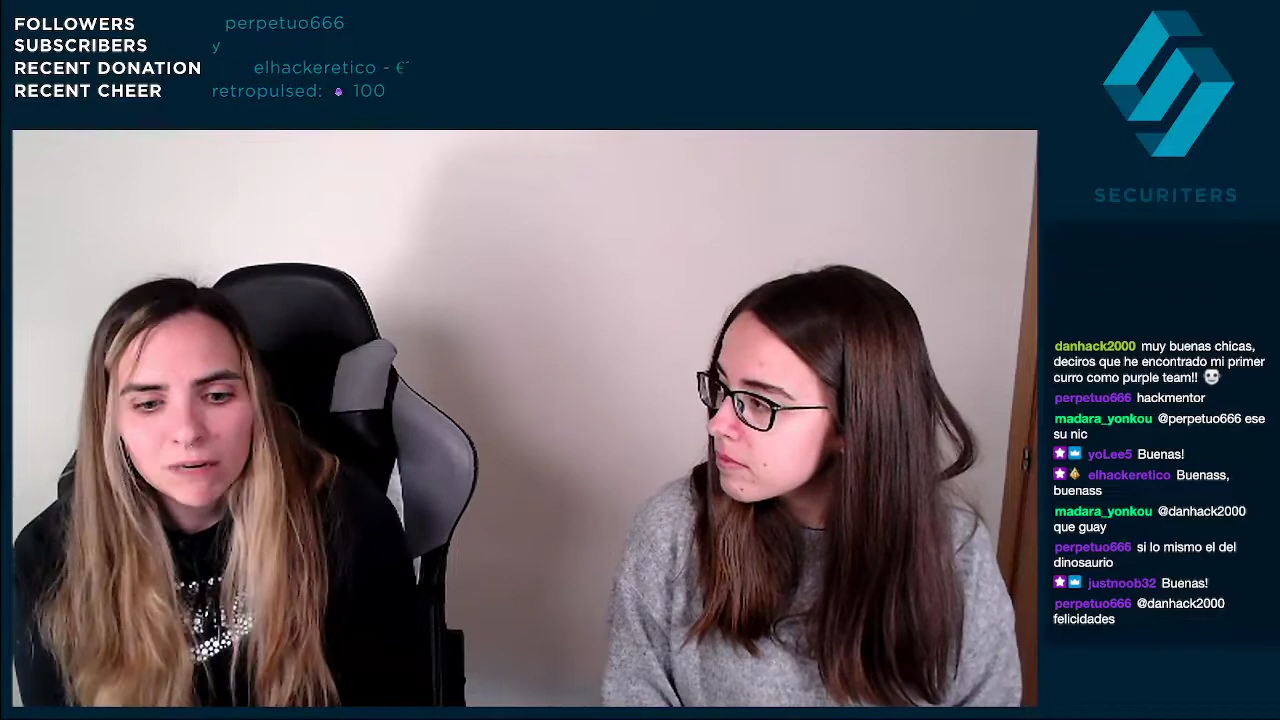 FOLLOWERS perpetuo666
SUBSCRIBERS y
RECENT DONATION elhackeretico - €
RECENT CHEER retropulsed: 100
SECURITERS
danhack2000 muy buenas chicas,
deciros que he encontrado mi primer
curro como purple team!!
perpetuo666 hackmentor
madara_yonkou @perpetuo666 ese
su nic
yoLee5 Buenas!
elhackeretico Buenass,
buenass
madara_yonkou @danhack2000
que guay
perpetuo666 si lo mismo el del
dinosaurio
justnoob32 Buenas!
perpetuo666 @danhack2000
felicidades